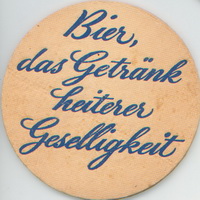 Bier,
das Getränk
heiterer
Geselligkeit